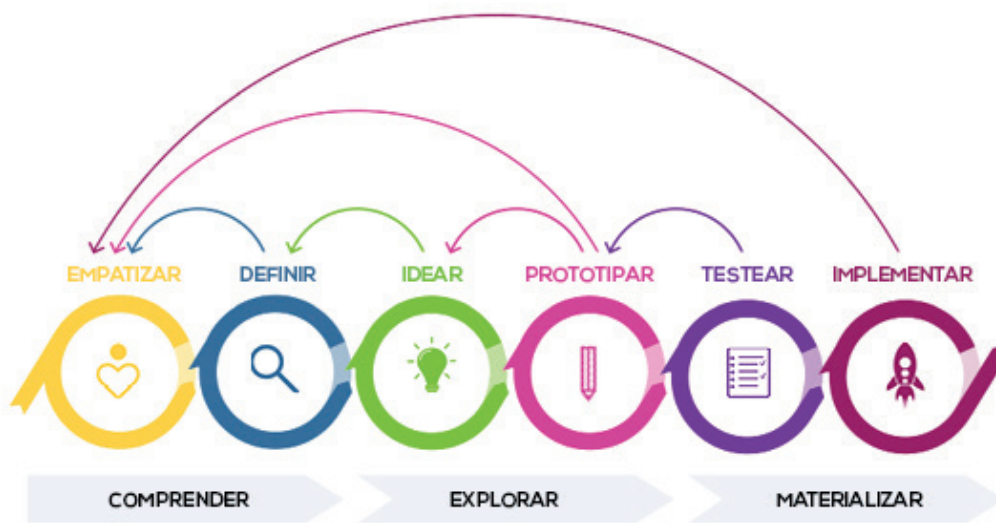 EMPATIZAR DEFINIR IDEAR PROTOTIPAR TESTEAR IMPLEMENTAR
COMPRENDER EXPLORAR MATERIALIZAR